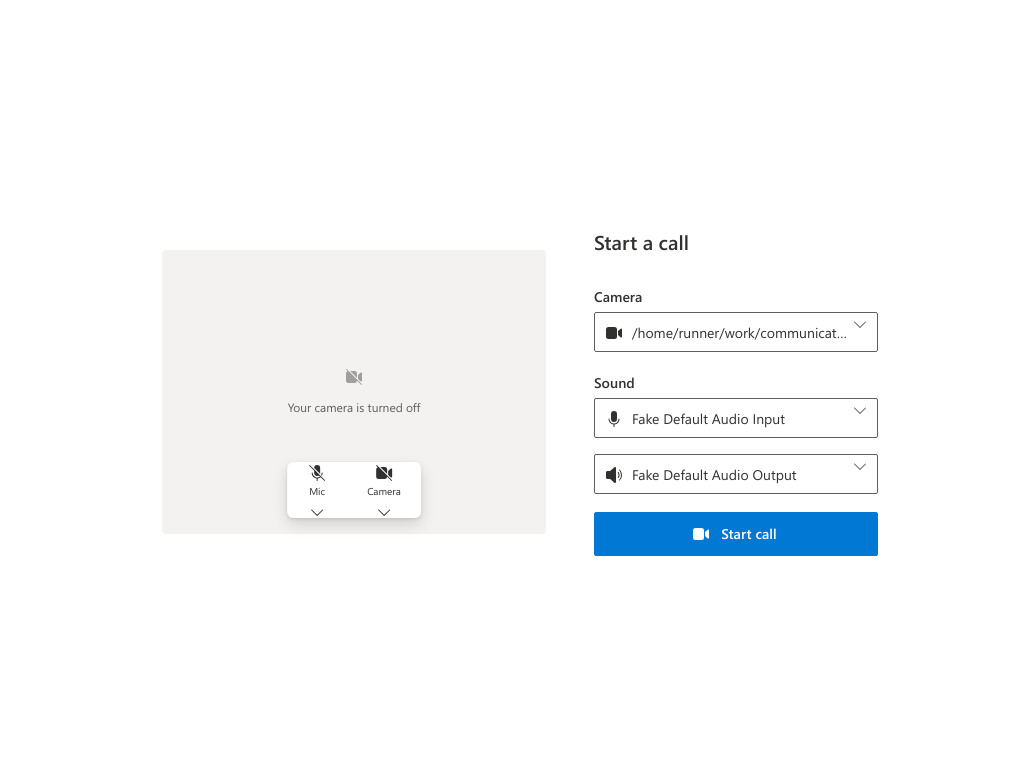 Start a call
Camera
/home/runner/work/communicat...
Sound
Fake Default Audio Input
Fake Default Audio Output
Start call
Your camera is turned off
Mic
Camera